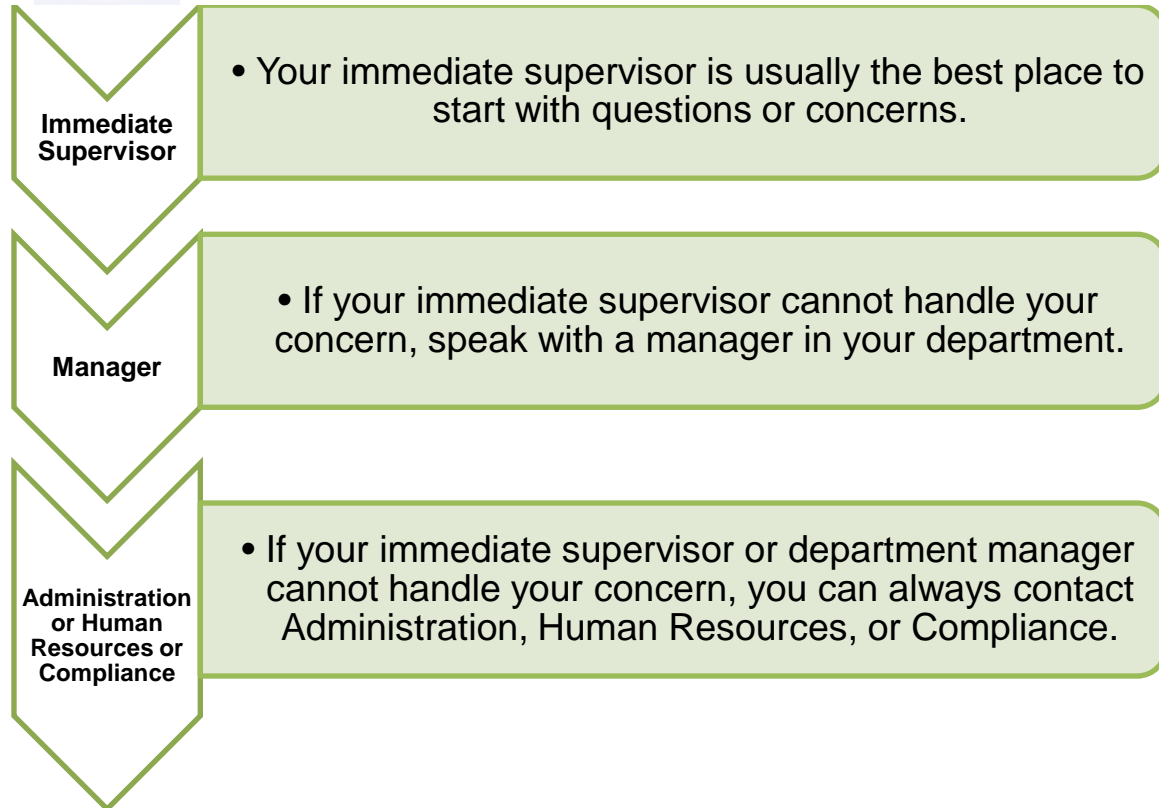 Immediate
Supervisor
• Your immediate supervisor is usually the best place to
start with questions or concerns.
Manager
• If your immediate supervisor cannot handle your
concern, speak with a manager in your department.
Administration
or Human
Resources or
Compliance
• If your immediate supervisor or department manager
cannot handle your concern, you can always contact
Administration, Human Resources, or Compliance.